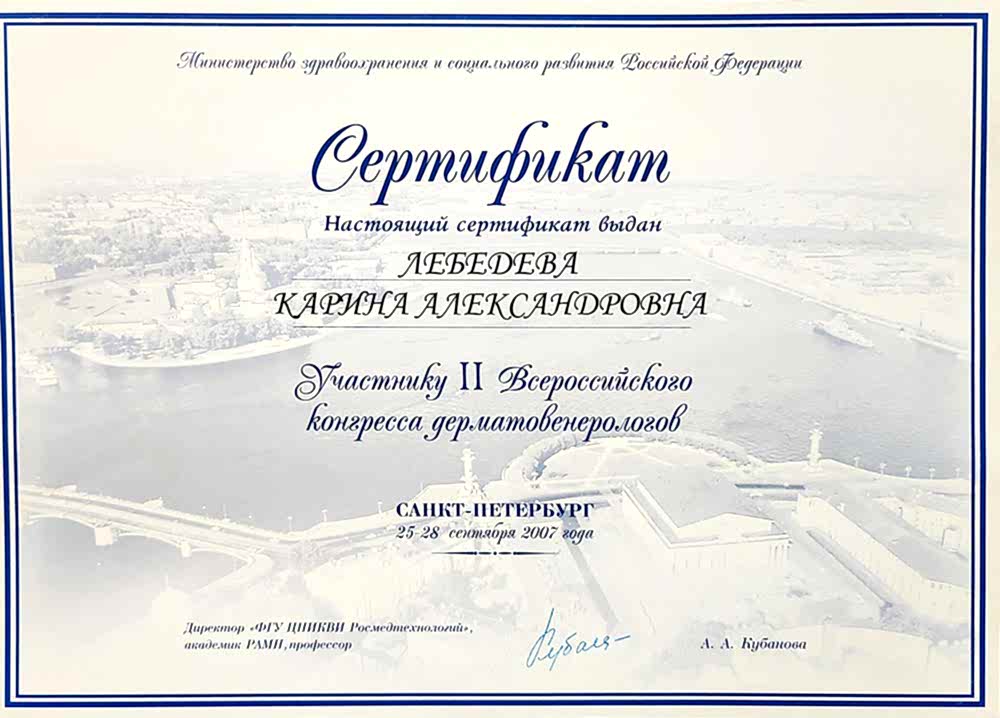 Министерство здравоохранения и социального развития Российской Федерации
Сертификат
Настоящий сертификат выдан
ЛЕБЕДЕВА
КАРИНА АЛЕКСАНДРОВНА
Участнику II Всероссийского
конгресса дерматовенерологов
САНКТ-ПЕТЕРБУРГ
25-28 сентября 2007 года
Директор «ФГУ ЦНИКВИ Росмедтехнологий»,
академик РАМН, профессор
А. А. Кубанова